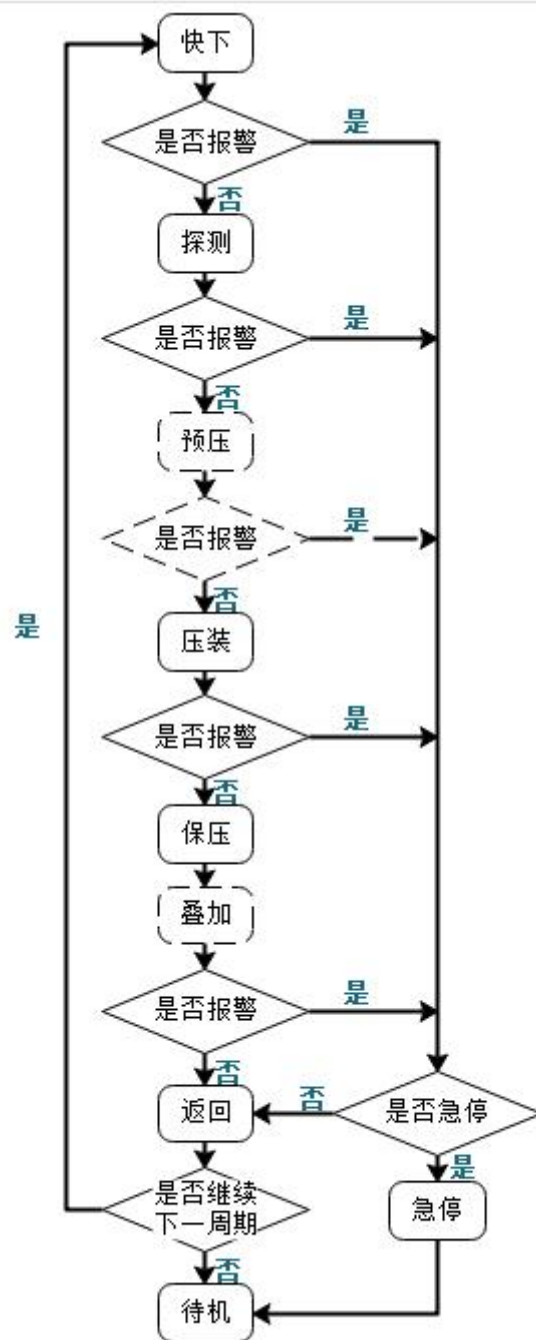 快下
是否报警
是
否
探测
是否报警
是
否
预压
是否报警
是
否
压装
是
是否报警
是
否
保压
叠加
是否报警
是
否
返回
否
是否急停
是
是否继续
下一周期
急停
否
待机